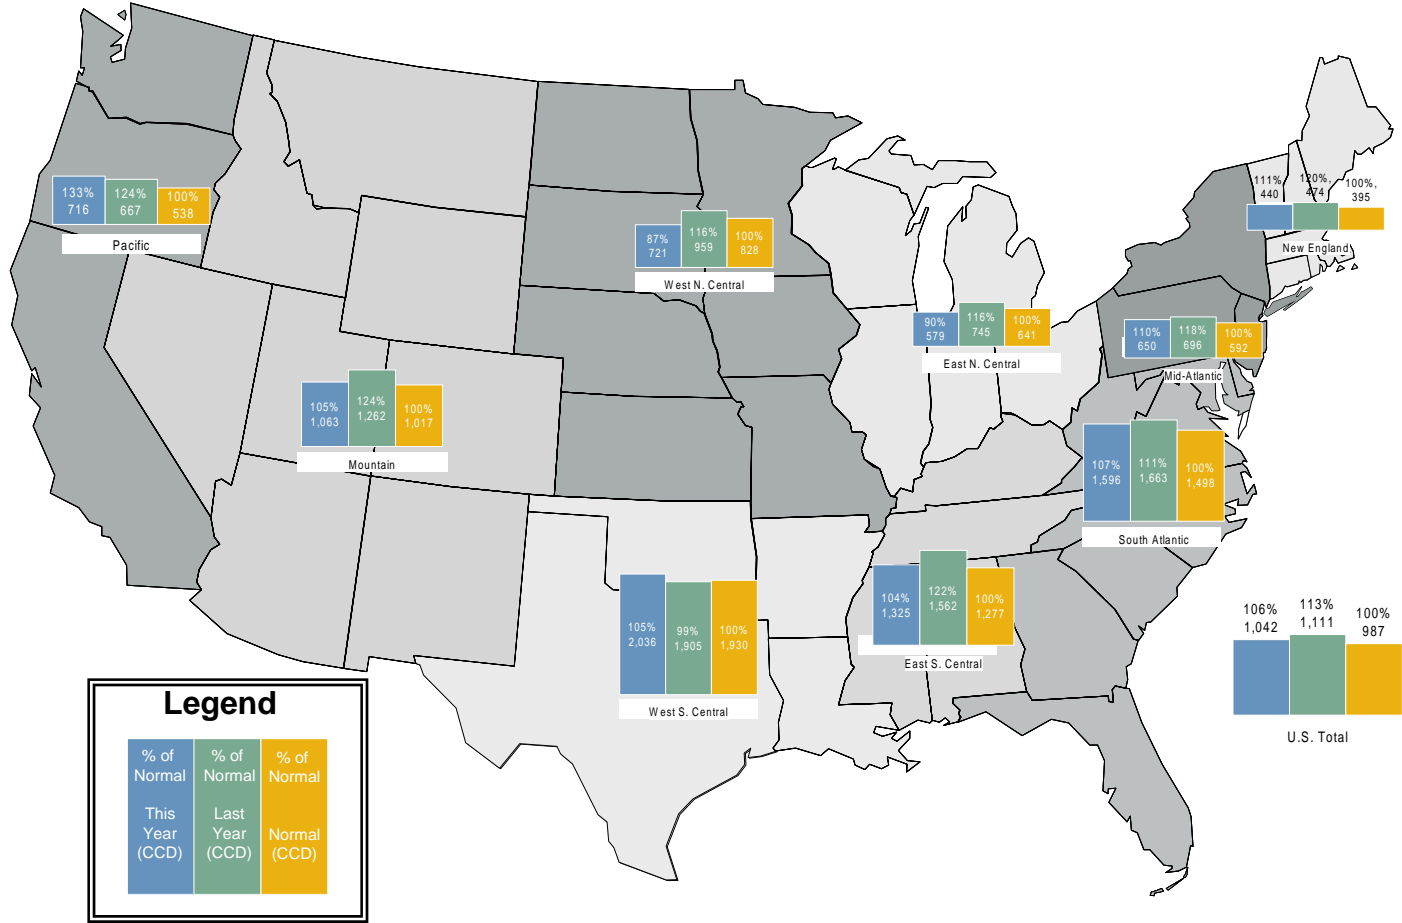 133%
716
124%
667
100%
538
Pacific
87%
721
116%
959
100%
828
West N. Central
111%
440
120%,
474
100%,
395
New England
90%
579
116%
745
100%
641
East N. Central
110%
650
118%
696
100%
592
Mid-Atlantic
105%
1,063
124%
1,262
100%
1,017
Mountain
107%
1,596
111%
1,663
100%
1,498
South Atlantic
105%
2,036
99%
1,905
100%
1,930
West S. Central
104%
1,325
122%
1,562
100%
1,277
East S. Central
106%
1,042
113%
1,111
100%
987
U.S. Total
Legend
% of
Normal
This
Year
(CCD)
% of
Normal
Last
Year
(CCD)
% of
Normal
Normal
(CCD)